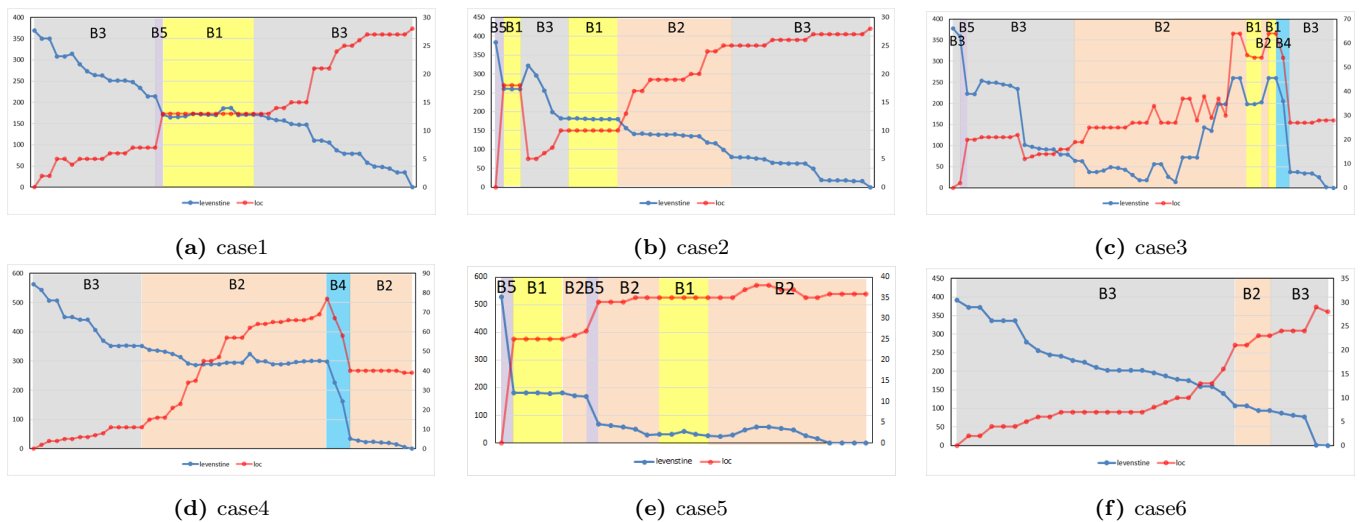 400 B3 B5 B1 B3 30
350 25
300
250 20
200 15
150 10
100
50 5
0 0
levenstine loc
(a) case1
450 B5 B1 B3 B1 B2 B3 30
400 25
350
300 20
250 15
200
150 10
100 5
50
0 0
levenstine loc
(b) case2
400 B3 B5 B3 B2 B1 B2 B1 B4 B3 70
350 60
300 50
250 40
200
150 30
100 20
50 10
0 0
levenstine loc
(c) case3
600 B3 B2 B4 B2 90
80
500 70
400 60
50
300 40
200 30
20
100 10
0 0
levenstine loc
(d) case4
600 B5 B1 B2 B5 B2 B1 B2 40
500 35
30
400 25
300 20
200 15
10
100 5
0 0
levenstine loc
(e) case5
450 B3 B2 B3 35
400 30
350
300 25
250 20
200 15
150 10
100
50 5
0 0
levenstine loc
(f) case6